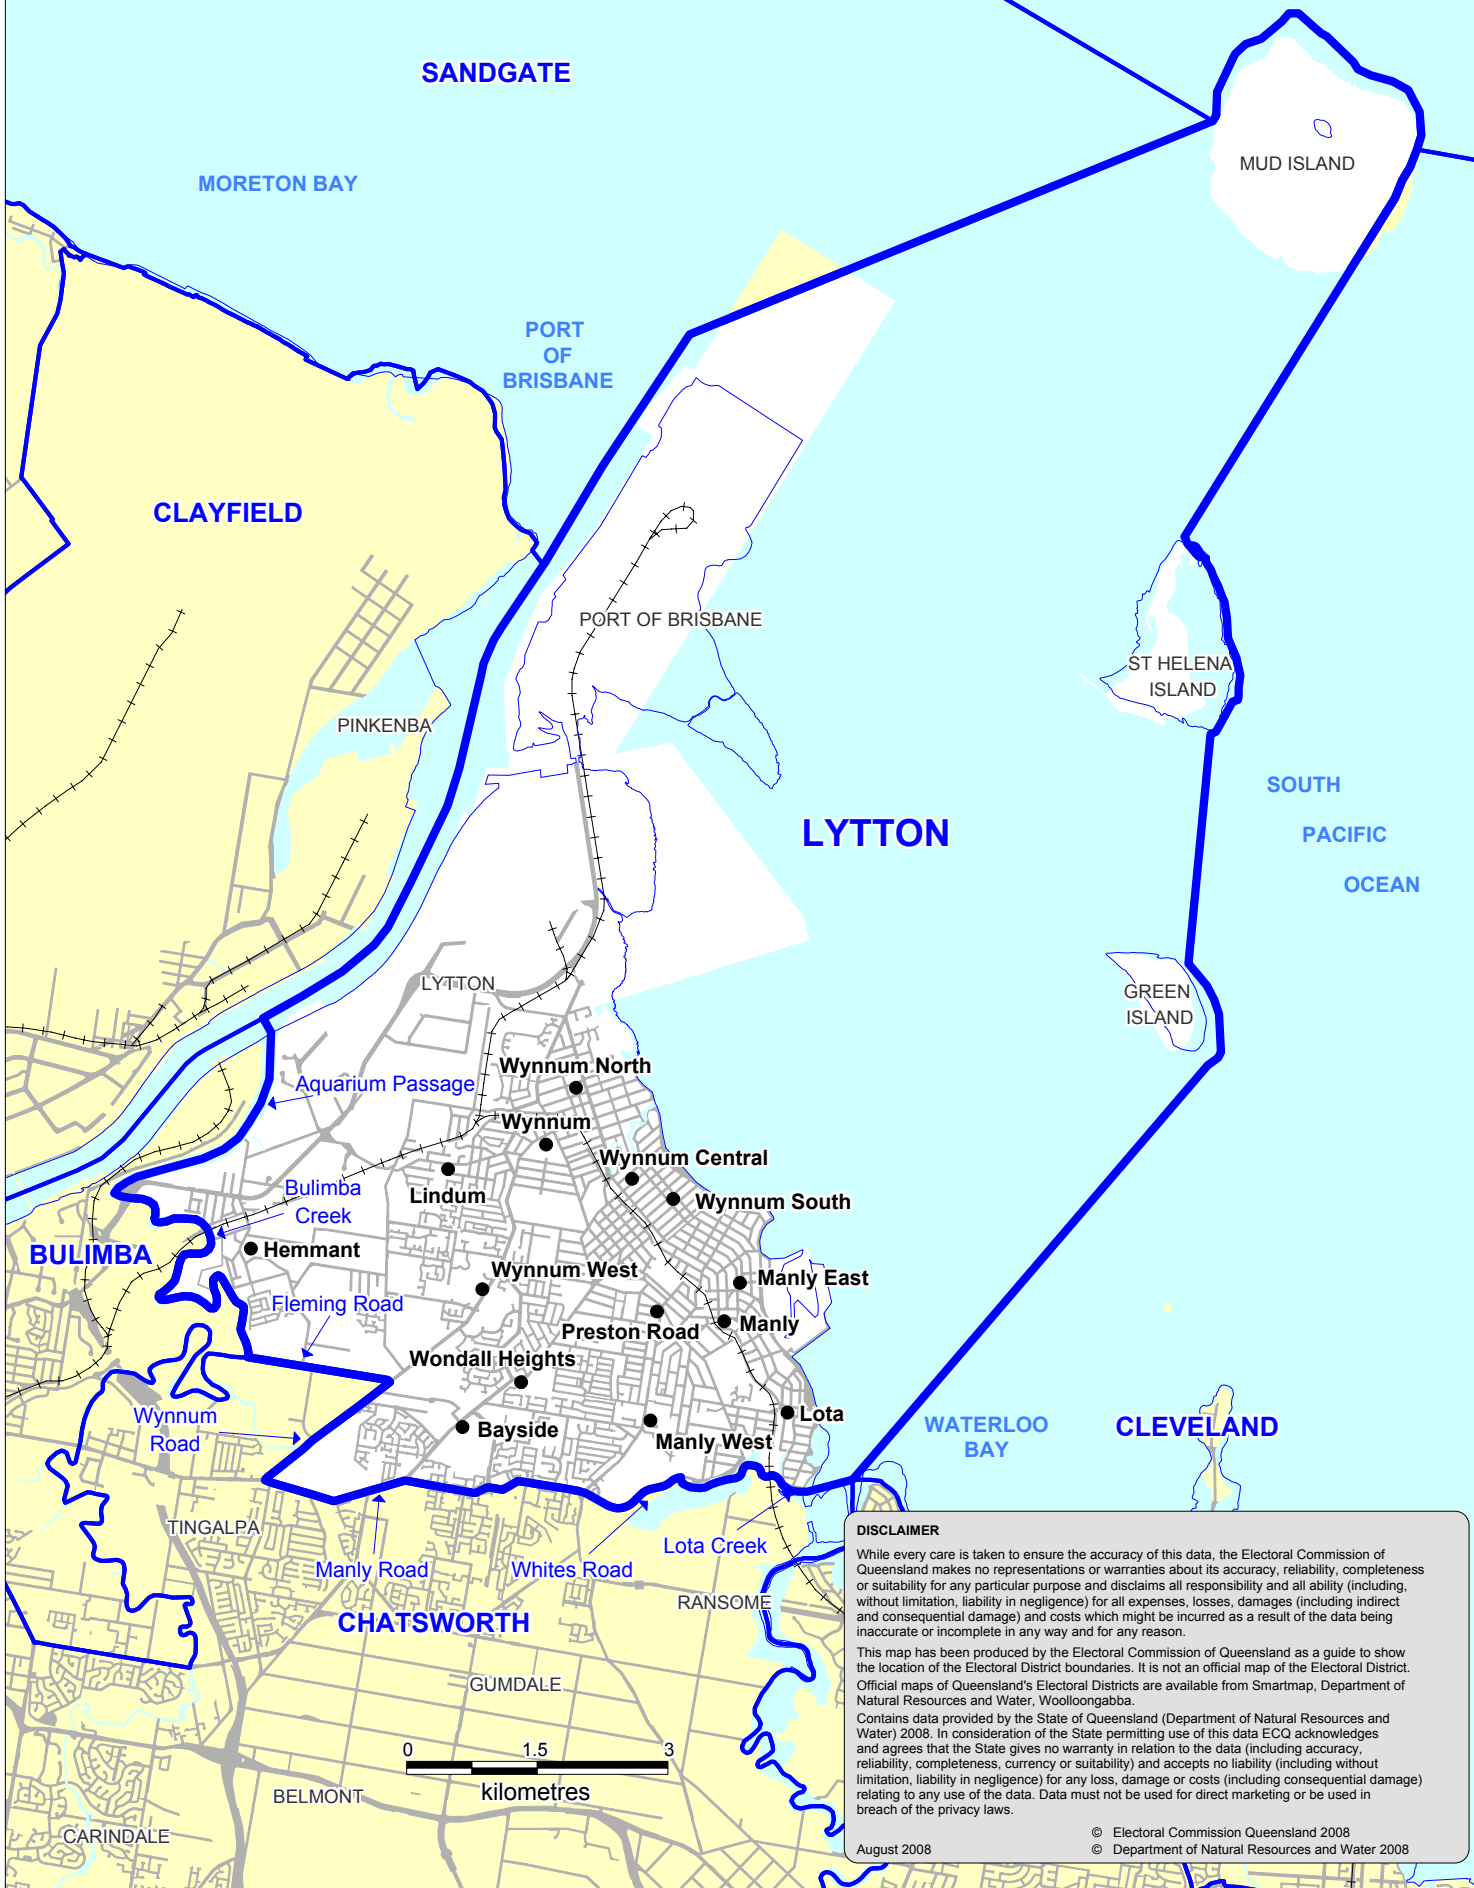 SANDGATE
MORETON BAY
MUD ISLAND
PORT
OF
BRISBANE
CLAYFIELD
PORT OF BRISBANE
ST HELENA
ISLAND
PINKENBA
SOUTH
PACIFIC
OCEAN
LYTTON
LYTTON
GREEN
ISLAND
Wynnum North
Aquarium Passage
Wynnum
Wynnum Central
Lindum
Bulimba
Creek
Wynnum South
BULIMBA
Hemmant
Wynnum West
Manly East
Fleming Road
Preston Road
Manly
Wondall Heights
Wynnum
Road
Bayside
Manly West
Lota
WATERLOO
BAY
CLEVELAND
TINGALPA
Manly Road
Whites Road
Lota Creek
RANSOME
CHATSWORTH
GUMDALE
0 1.5 3
kilometres
BELMONT
CARINDALE
DISCLAIMER
While every care is taken to ensure the accuracy of this data, the Electoral Commission of
Queensland makes no representations or warranties about its accuracy, reliability, completeness
or suitability for any particular purpose and disclaims all responsibility and all ability (including,
without limitation, liability in negligence) for all expenses, losses, damages (including indirect
and consequential damage) and costs which might be incurred as a result of the data being
inaccurate or incomplete in any way and for any reason.
This map has been produced by the Electoral Commission of Queensland as a guide to show
the location of the Electoral District boundaries. It is not an official map of the Electoral District.
Official maps of Queensland's Electoral Districts are available from Smartmap, Department of
Natural Resources and Water, Woolloongabba.
Contains data provided by the State of Queensland (Department of Natural Resources and
Water) 2008. In consideration of the State permitting use of this data ECQ acknowledges
and agrees that the State gives no warranty in relation to the data (including accuracy,
reliability, completeness, currency or suitability) and accepts no liability (including without
limitation, liability in negligence) for any loss, damage or costs (including consequential damage)
relating to any use of the data. Data must not be used for direct marketing or be used in
breach of the privacy laws.
© Electoral Commission Queensland 2008
August 2008 © Department of Natural Resources and Water 2008